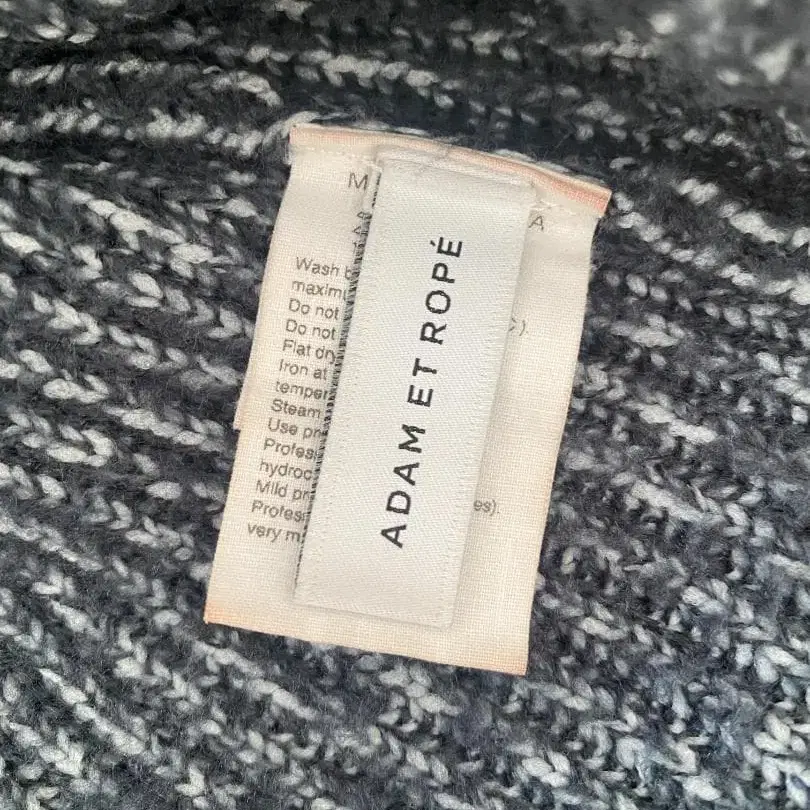 M
A
Wash
maxim
Do not
Do not
Flat dry
Iron at
temper
Steam
Use pr
Profes
hydroc
Mild pr
Profes
very m
es).
ADAM ET ROPÉ